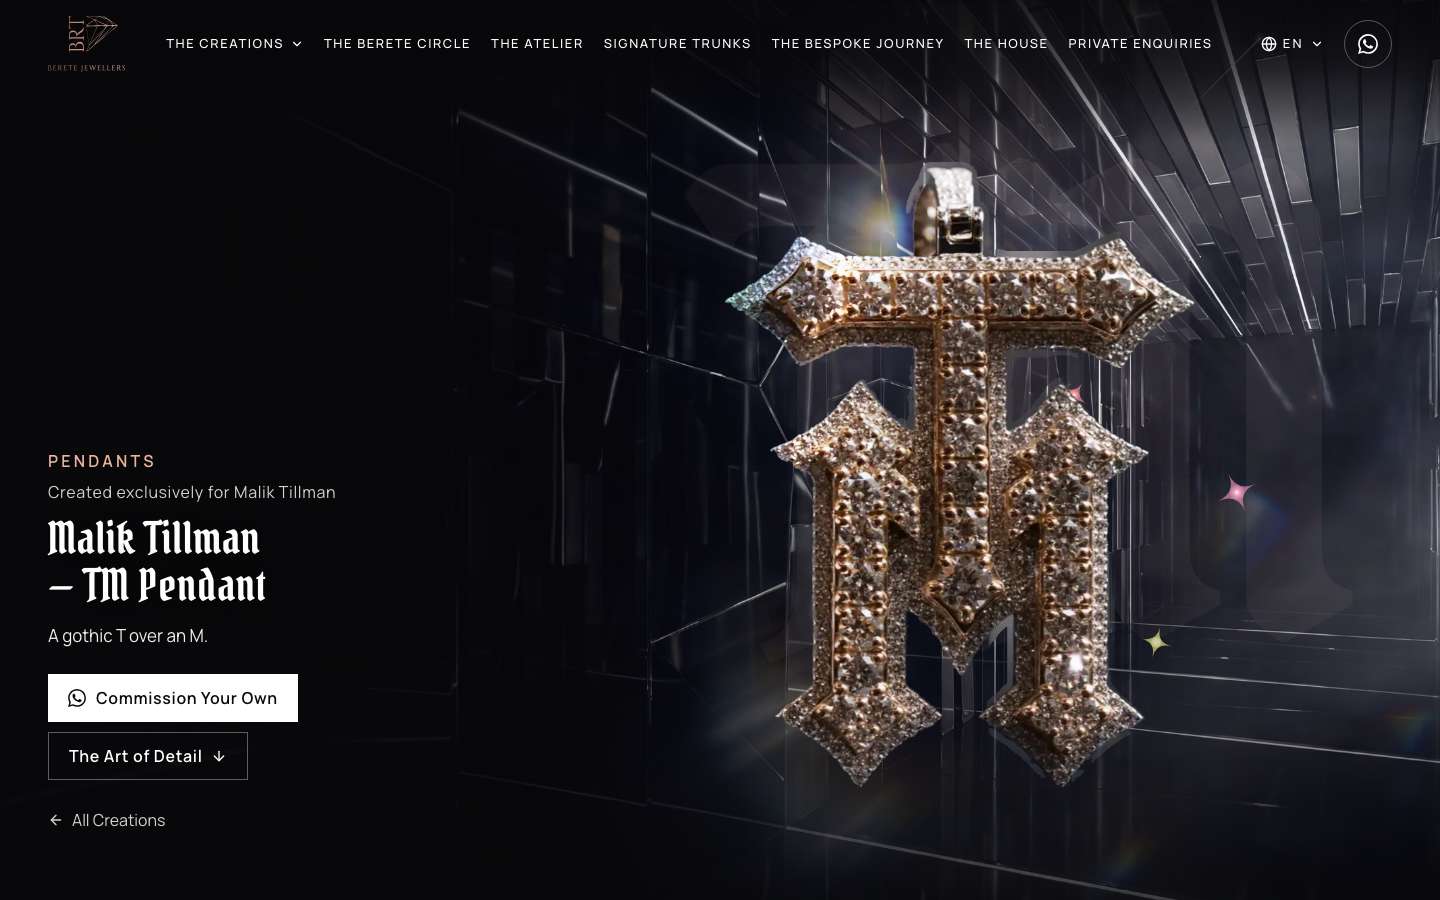 BRT
BERETE JEWELLERS
THE CREATIONS
THE BERETE CIRCLE
THE ATELIER
SIGNATURE TRUNKS
THE BESPOKE JOURNEY
THE HOUSE
PRIVATE ENQUIRIES
EN
PENDANTS
Created exclusively for Malik Tillman
Malik Tillman
– TM Pendant
A gothic T over an M.
Commission Your Own
The Art of Detail
All Creations
TM